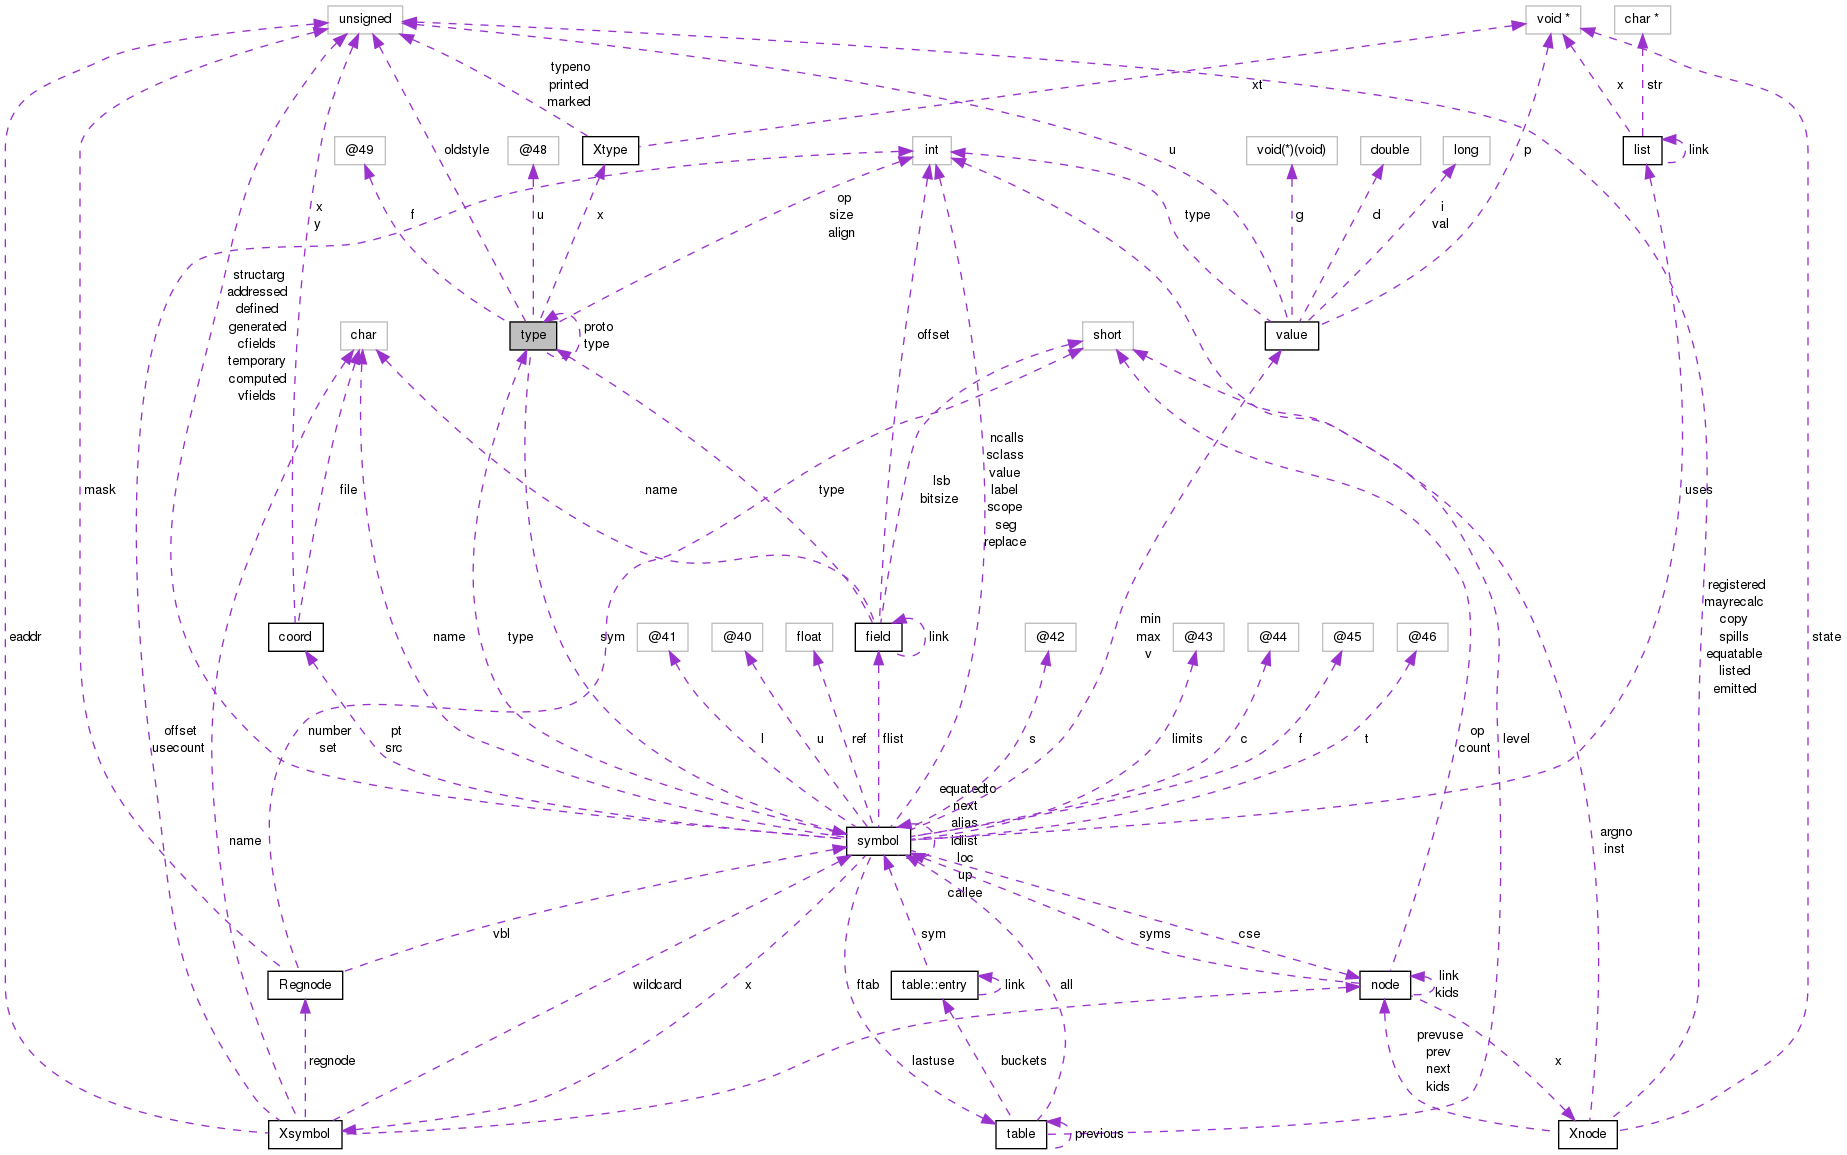 unsigned
void *
char *
typeno
printed
marked
xt
x
str
@49
oldstyle
@48
Xtype
int
u
void(*)(void)
double
long
p
list
link
x
y
f
u
x
op
size
align
type
g
d
i
val
structarg
addressed
defined
generated
cfields
temporary
computed
vfields
char
type
proto
type
offset
short
value
mask
file
name
lsb
bitsize
type
ncalls
sclass
value
label
scope
seg
replace
uses
eaddr
coord
name
type
sym
@41
@40
float
field
link
@42
min
max
v
@43
@44
@45
@46
registered
mayrecalc
copy
spills
equatable
listed
emitted
state
offset
usecount
number
set
pt
src
l
u
ref
flist
s
limits
c
f
t
op
count
level
equatedto
next
alias
idlist
loc
up
callee
name
symbol
argno
inst
vbl
sym
syms
cse
Regnode
wildcard
x
ftab
table::entry
link
all
node
link
kids
regnode
lastuse
buckets
prevuse
prev
next
kids
x
Xsymbol
table
previous
Xnode